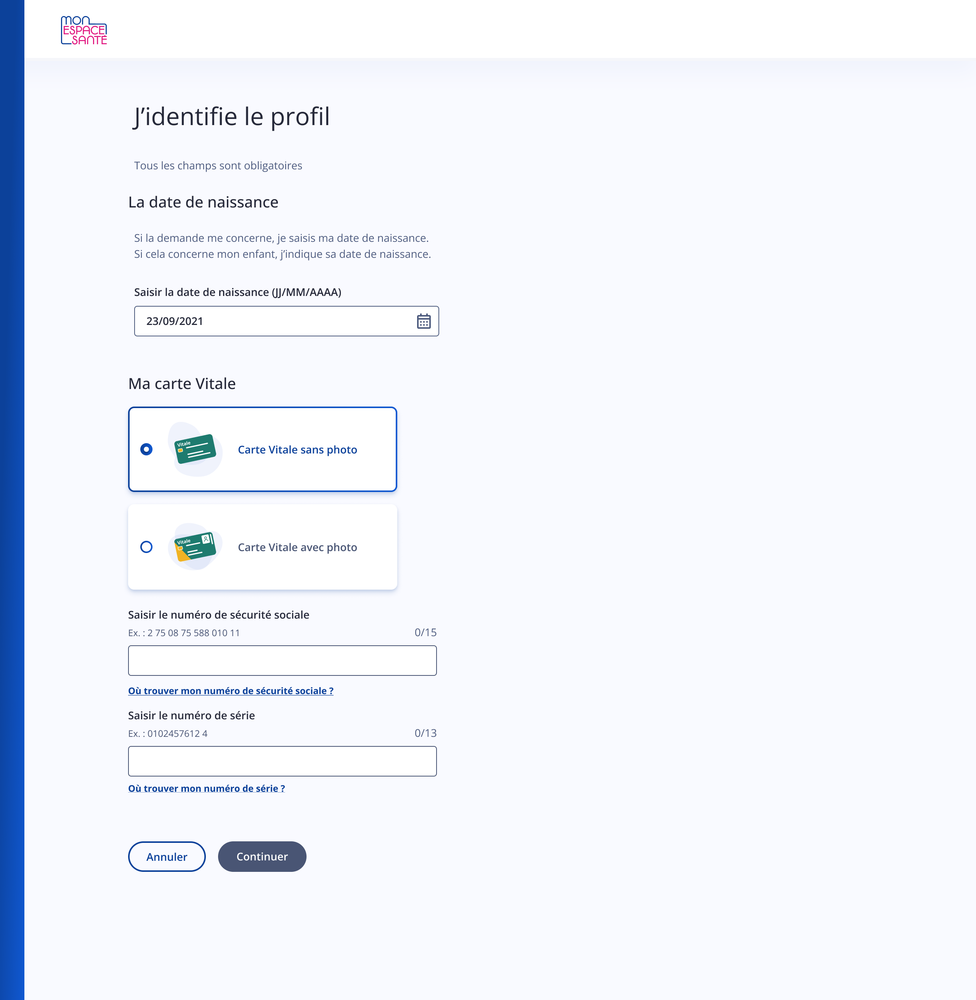 mon
ESPACE
SANTÉ
J’identifie le profil
Tous les champs sont obligatoires
La date de naissance
Si la demande me concerne, je saisis ma date de naissance.
Si cela concerne mon enfant, j’indique sa date de naissance.
Saisir la date de naissance (JJ/MM/AAAA)
23/09/2021
Ma carte Vitale
Vitale
Carte Vitale sans photo
Vitale
Carte Vitale avec photo
Saisir le numéro de sécurité sociale
Ex. : 2 75 08 75 588 010 11 0/15
Où trouver mon numéro de sécurité sociale ?
Saisir le numéro de série
Ex. : 0102457612 4 0/13
Où trouver mon numéro de série ?
Annuler Continuer